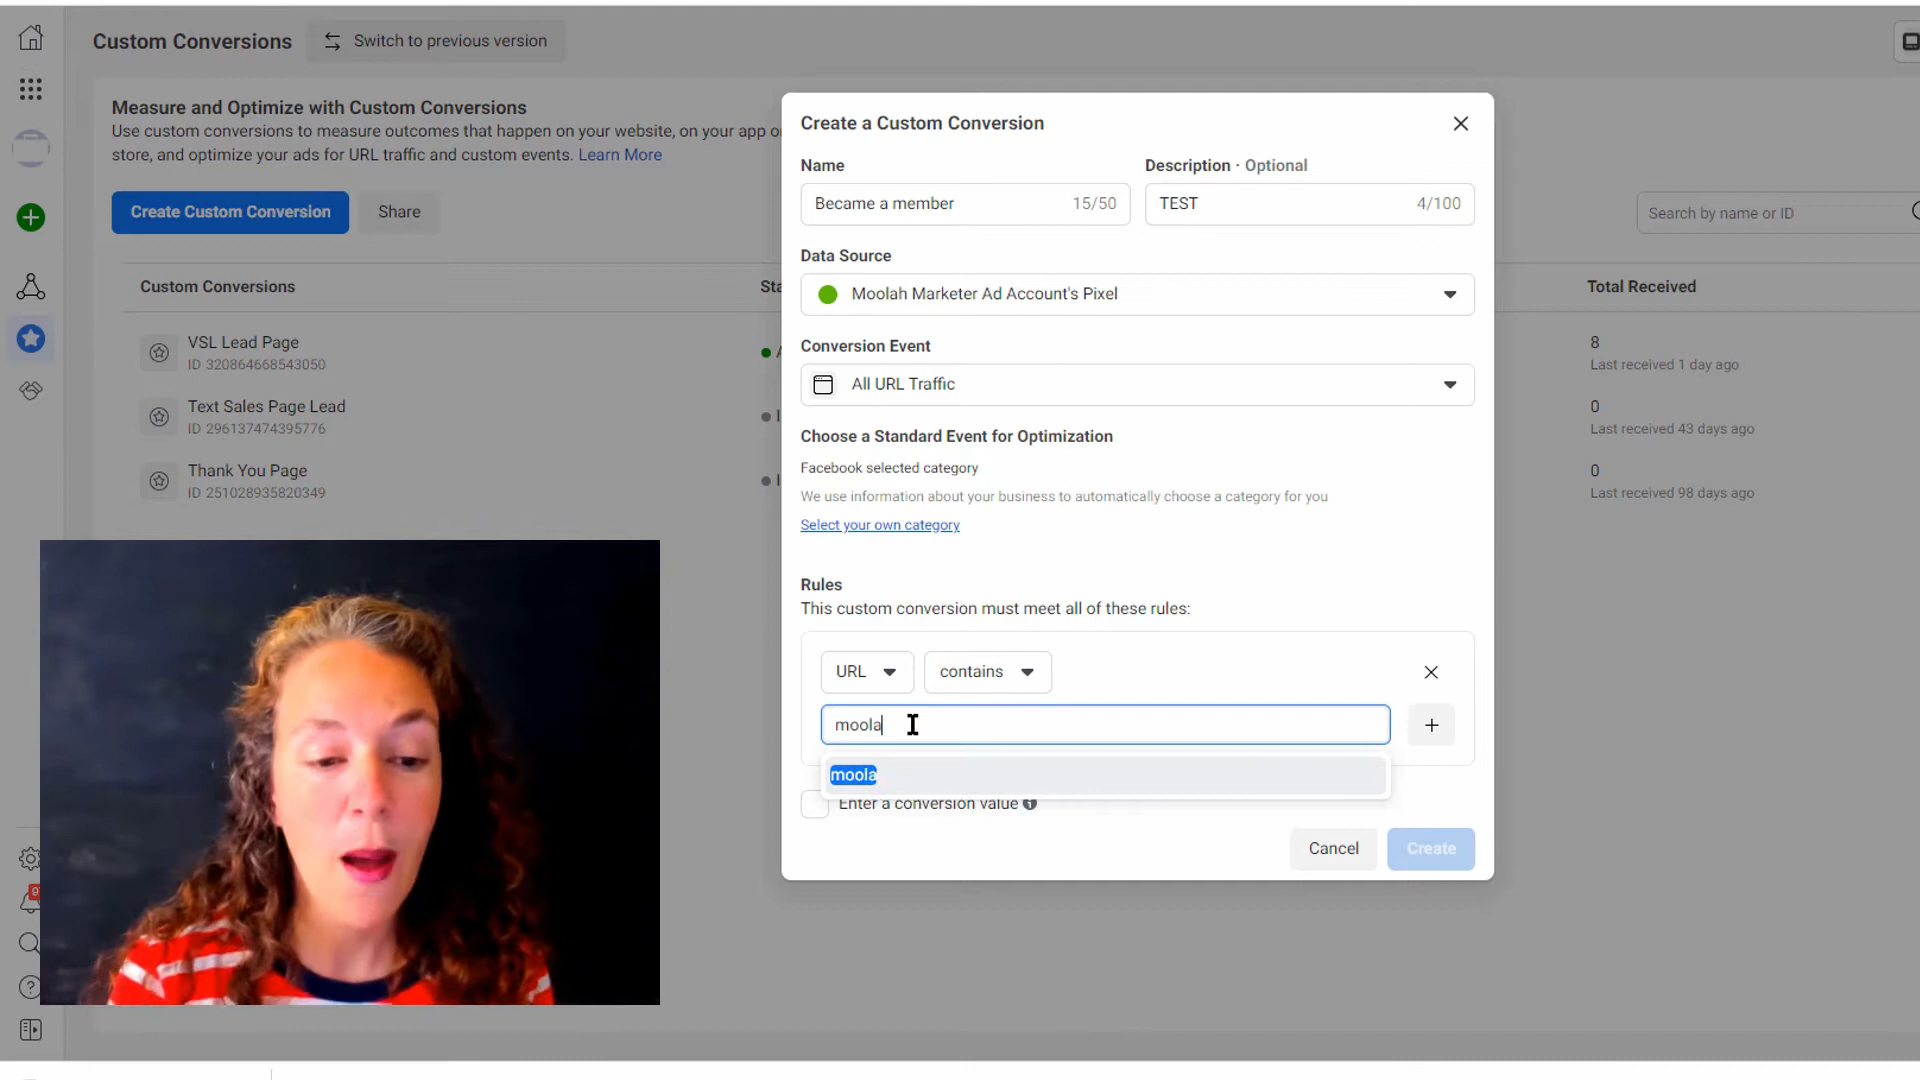 Custom Conversions
Switch to previous version
Measure and Optimize with Custom Conversions
Use custom conversions to measure outcomes that happen on your website, on your app o
store, and optimize your ads for URL traffic and custom events. Learn More
Create Custom Conversion
Share
Search by name or ID
Custom Conversions
Sta
Total Received
VSL Lead Page
ID 320864668543050
8
Last received 1 day ago
Text Sales Page Lead
ID 296137474395776
0
Last received 43 days ago
Thank You Page
ID 251028935820349
0
Last received 98 days ago
Create a Custom Conversion
Name
Description · Optional
Became a member 15/50
TEST 4/100
Data Source
Moolah Marketer Ad Account's Pixel
Conversion Event
All URL Traffic
Choose a Standard Event for Optimization
Facebook selected category
We use information about your business to automatically choose a category for you
Select your own category
Rules
This custom conversion must meet all of these rules:
URL
contains
moola
moola
Enter a conversion value
Cancel
Create